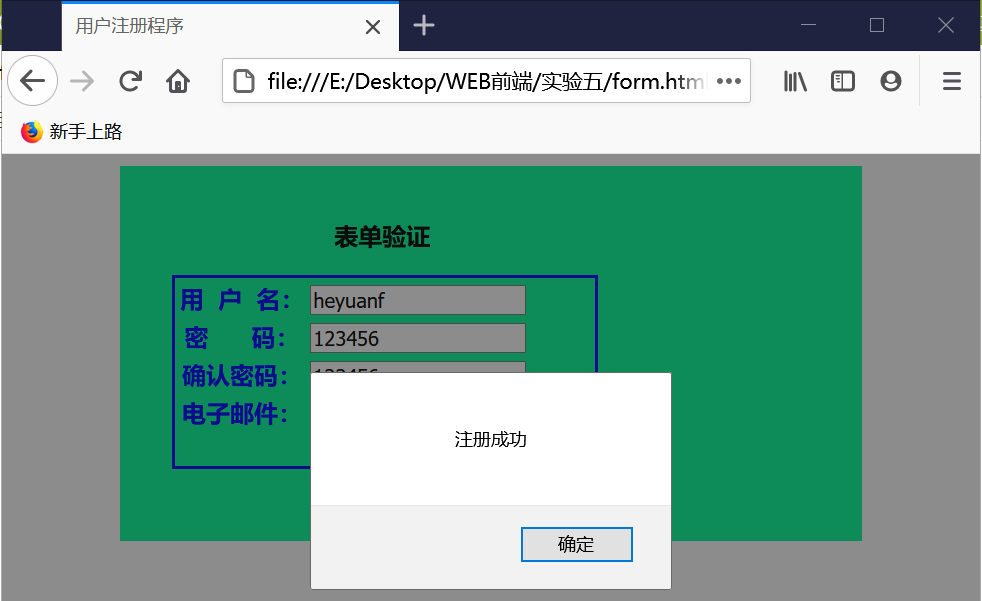 用户注册程序
file:///E:/Desktop/WEB前端/实验五/form.htm
新手上路
表单验证
用 户 名： heyuanf
密 码： 123456
确认密码： 123456
电子邮件：
注册成功
确定